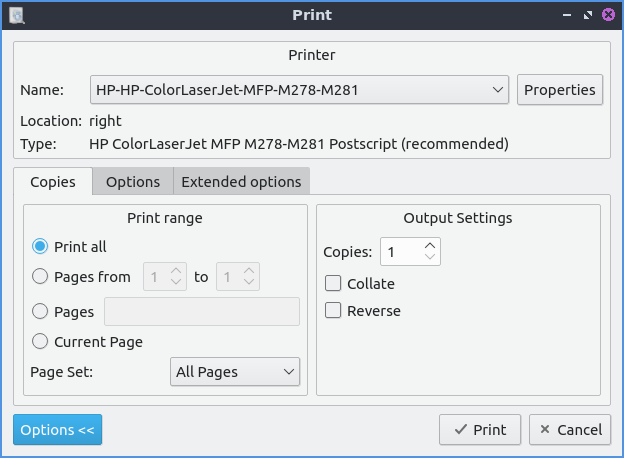 Print
Printer
Name: HP-HP-ColorLaserJet-MFP-M278-M281 Properties
Location: right
Type: HP ColorLaserJet MFP M278-M281 Postscript (recommended)
Copies Options Extended options
Print range
Print all
Pages from 1 to 1
Pages
Current Page
Page Set: All Pages
Output Settings
Copies: 1
Collate
Reverse
Options << Print Cancel